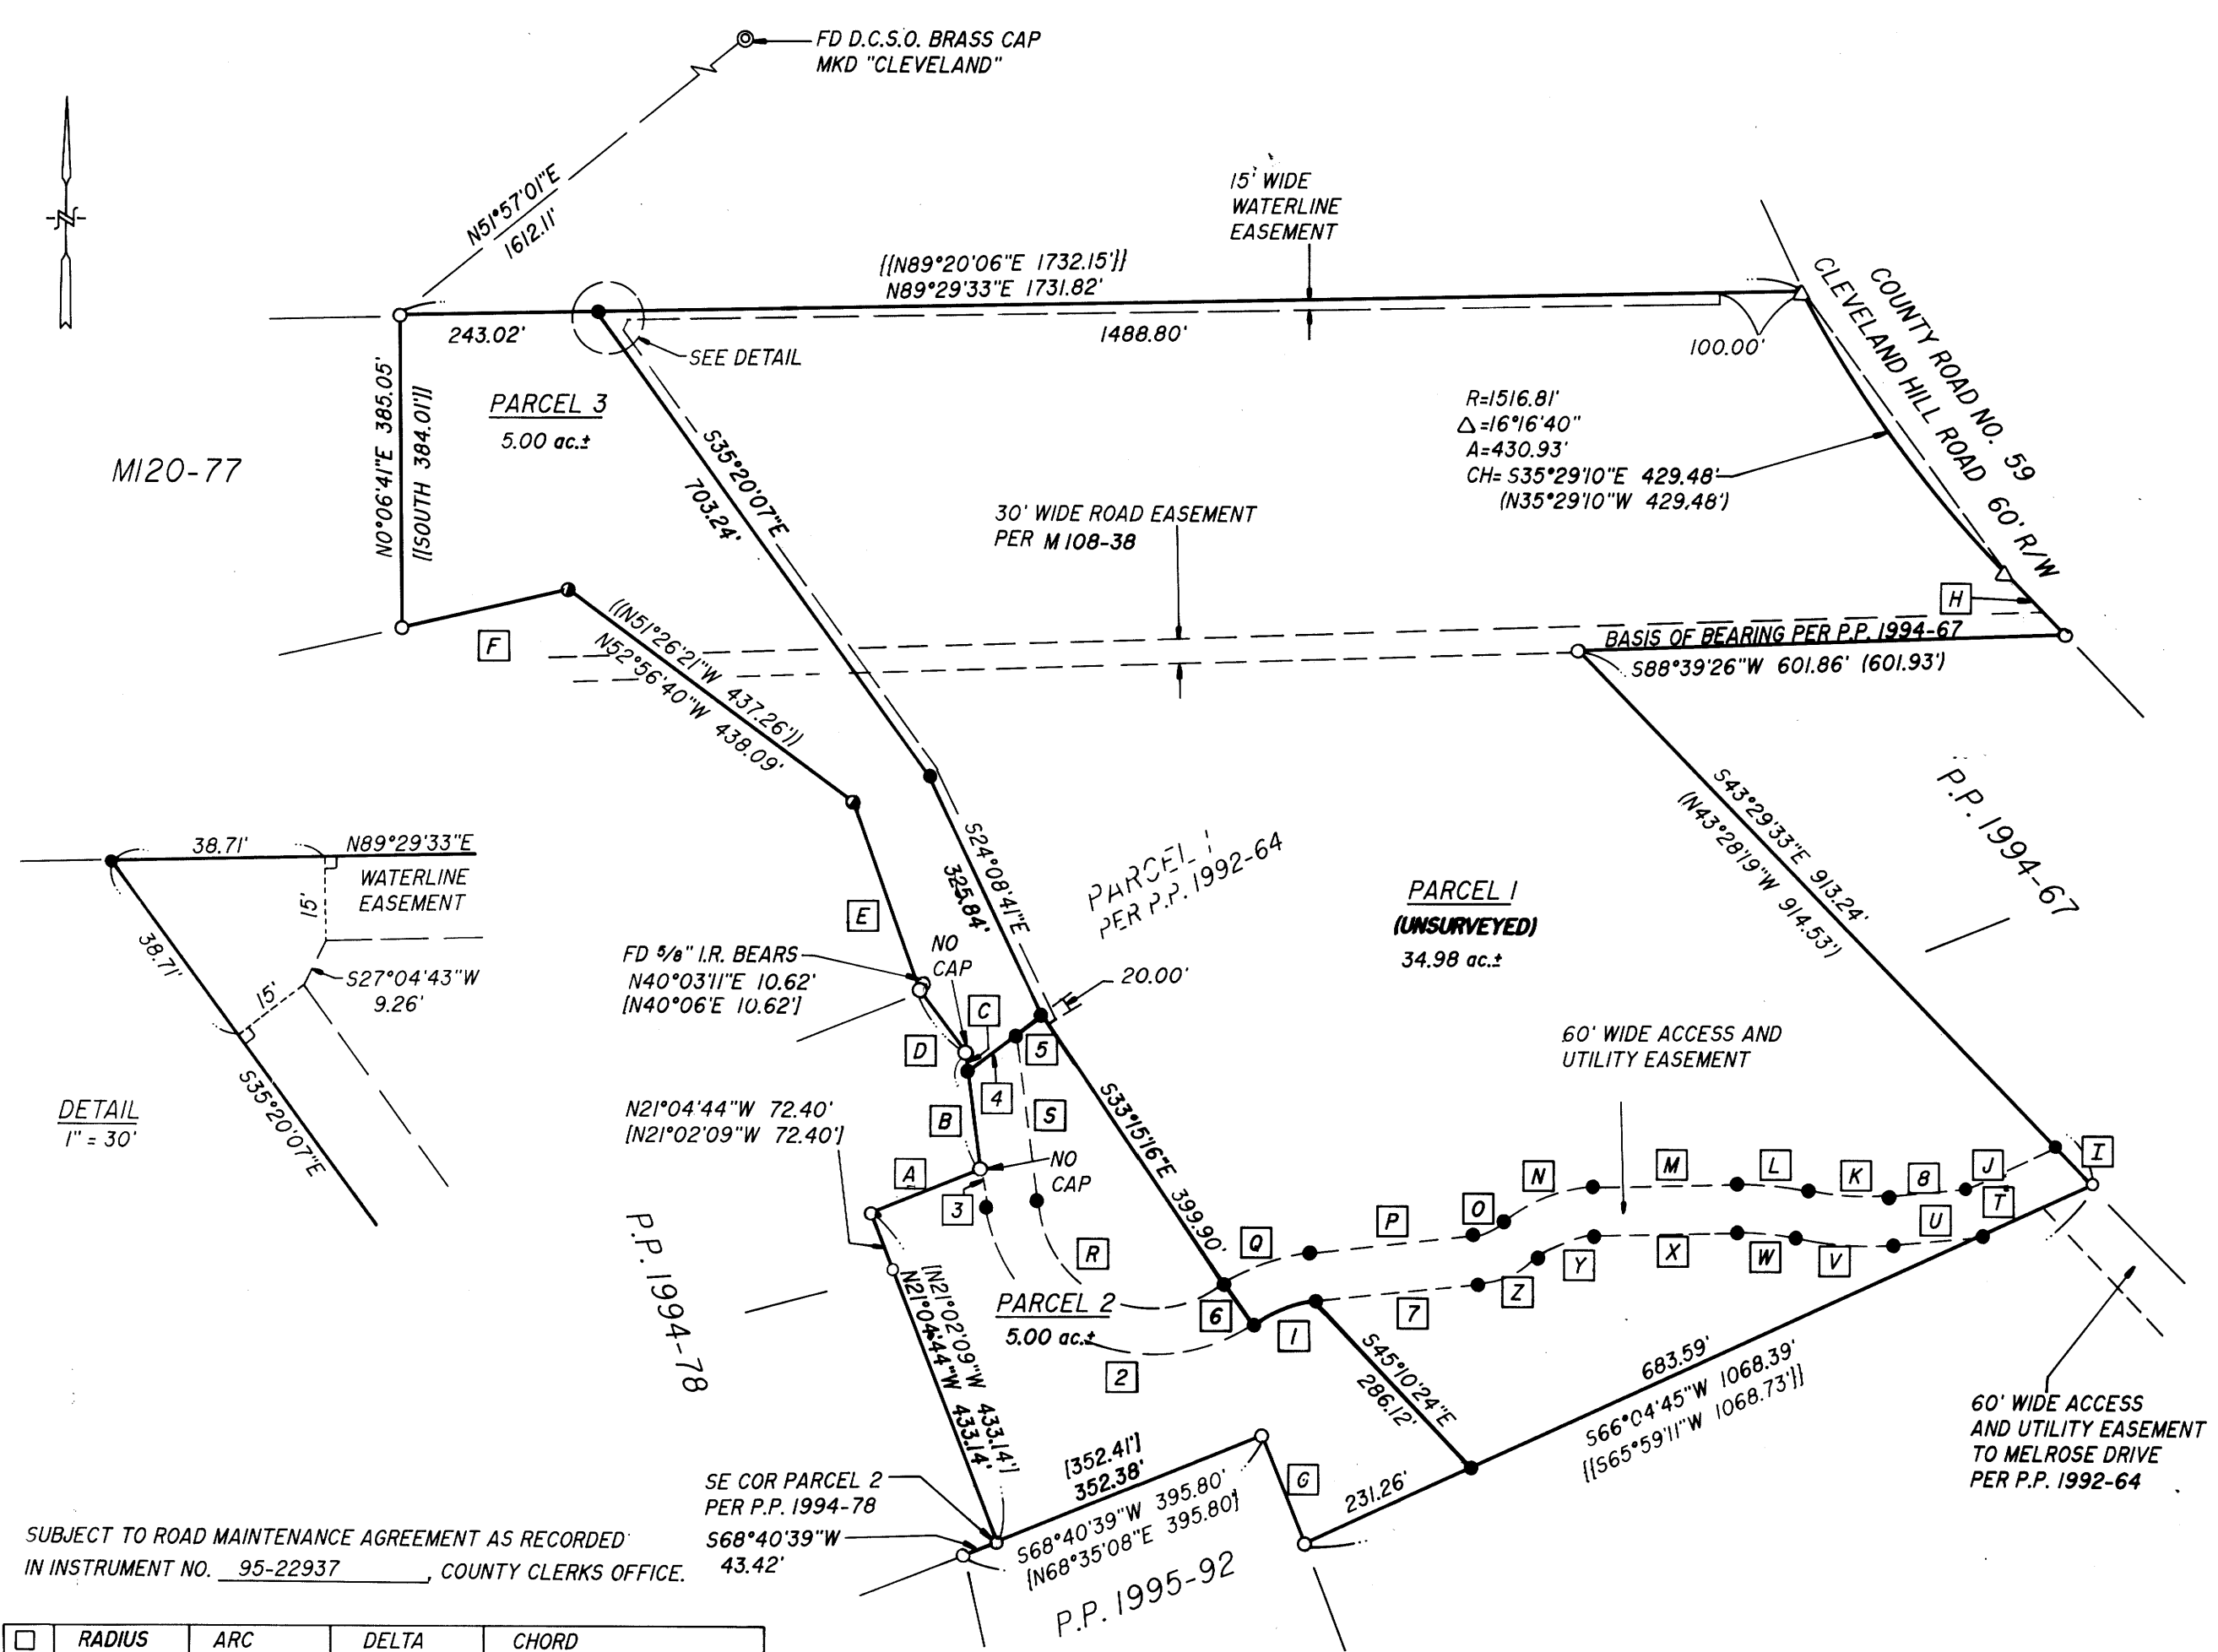 FD D.C.S.O. BRASS CAP
MKD "CLEVELAND"
N51°57'01"E
1612.11'
15' WIDE
WATERLINE
EASEMENT
{{N89°20'06"E 1732.15'}}
N89°29'33"E 1731.82'
243.02'
1488.80'
100.00'
SEE DETAIL
COUNTY ROAD NO. 59
CLEVELAND HILL ROAD 60' R/W
PARCEL 3
5.00 ac.±
M120-77
N0°06'41"E 385.05'
[[SOUTH 384.01']]
S35°20'07"E
703.24'
R=1516.81'
△=16°16'40"
A=430.93'
CH= S35°29'10"E 429.48'
(N35°29'10"W 429.48')
30' WIDE ROAD EASEMENT
PER M 108-38
H
F
BASIS OF BEARING PER P.P. 1994-67
S88°39'26"W 601.86' (601.93')
((N51°26'21"W 437.26'))
N52°56'40"W 438.09'
S43°29'33"E 913.24'
(N43°28'19"W 914.53')
P.P. 1994-67
38.71'
N89°29'33"E
WATERLINE
EASEMENT
15'
38.71'
15'
S27°04'43"W
9.26'
S35°20'07"E
DETAIL
1" = 30'
S24°08'41"E
325.84'
PARCEL 1
PER P.P. 1992-64
PARCEL 1
(UNSURVEYED)
34.98 ac.±
E
NO
CAP
FD 5/8" I.R. BEARS
N40°03'11"E 10.62'
[N40°06'E 10.62']
20.00'
C
D
5
4
60' WIDE ACCESS AND
UTILITY EASEMENT
N21°04'44"W 72.40'
[N21°02'09"W 72.40']
B
S
S33°15'16"E 399.90'
NO
CAP
A
3
N
M
L
K
8
J
I
T
O
P
Q
R
U
V
W
X
Y
Z
7
6
1
2
PARCEL 2
5.00 ac.±
P.P. 1994-78
[N21°02'09"W 433.14']
N21°04'44"W 433.14'
S45°10'24"E
286.12'
683.59'
S66°04'45"W 1068.39'
{{S65°59'11"W 1068.73'}}
60' WIDE ACCESS
AND UTILITY EASEMENT
TO MELROSE DRIVE
PER P.P. 1992-64
[352.41']
352.38'
S68°40'39"W 395.80'
{N68°35'08"E 395.80}
G
231.26'
SE COR PARCEL 2
PER P.P. 1994-78
S68°40'39"W
43.42'
P.P. 1995-92
SUBJECT TO ROAD MAINTENANCE AGREEMENT AS RECORDED
IN INSTRUMENT NO. 95-22937, COUNTY CLERKS OFFICE.
RADIUS ARC DELTA CHORD